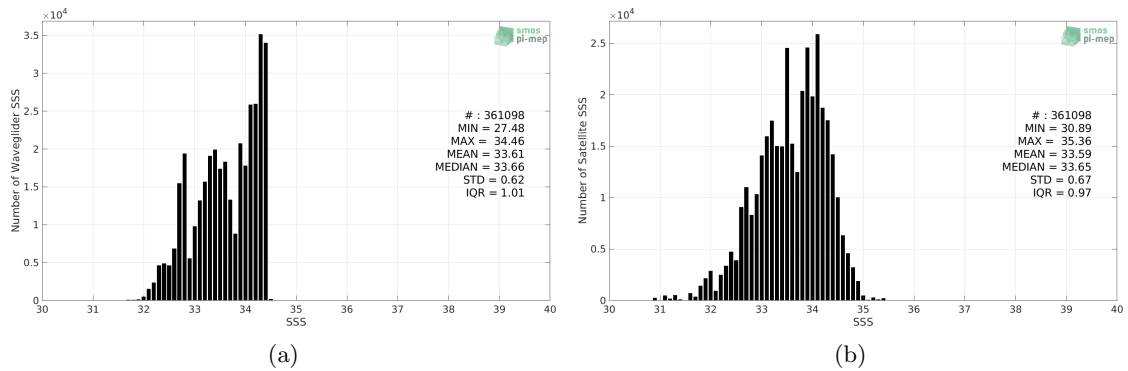 ×10⁴
smos
pi-mep
Number of Waveglider SSS
3.5
3
2.5
2
1.5
1
0.5
0
# : 361098
MIN = 27.48
MAX = 34.46
MEAN = 33.61
MEDIAN = 33.66
STD = 0.62
IQR = 1.01
30 31 32 33 34 35 36 37 38 39 40
SSS
(a)
×10⁴
smos
pi-mep
Number of Satellite SSS
2.5
2
1.5
1
0.5
0
# : 361098
MIN = 30.89
MAX = 35.36
MEAN = 33.59
MEDIAN = 33.65
STD = 0.67
IQR = 0.97
30 31 32 33 34 35 36 37 38 39 40
SSS
(b)